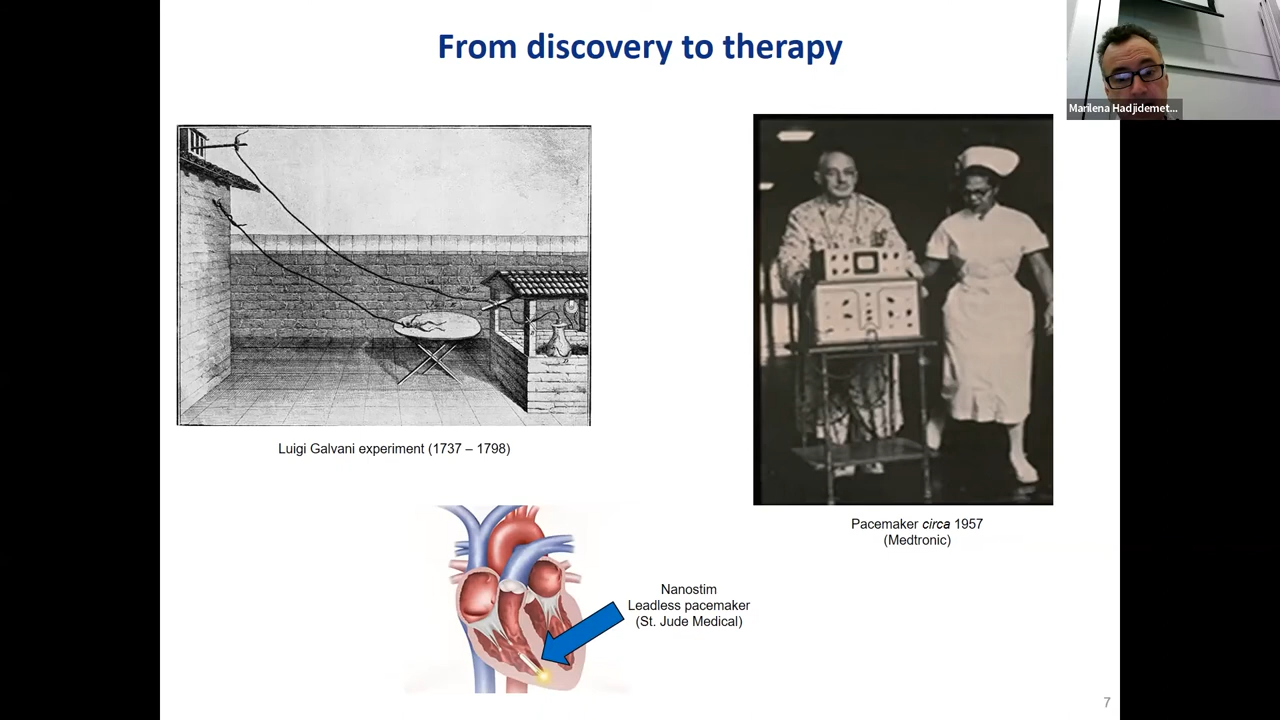 From discovery to therapy
Marilena Hadjidemet...
Luigi Galvani experiment (1737 – 1798)
Pacemaker circa 1957
(Medtronic)
Nanostim
Leadless pacemaker
(St. Jude Medical)
7